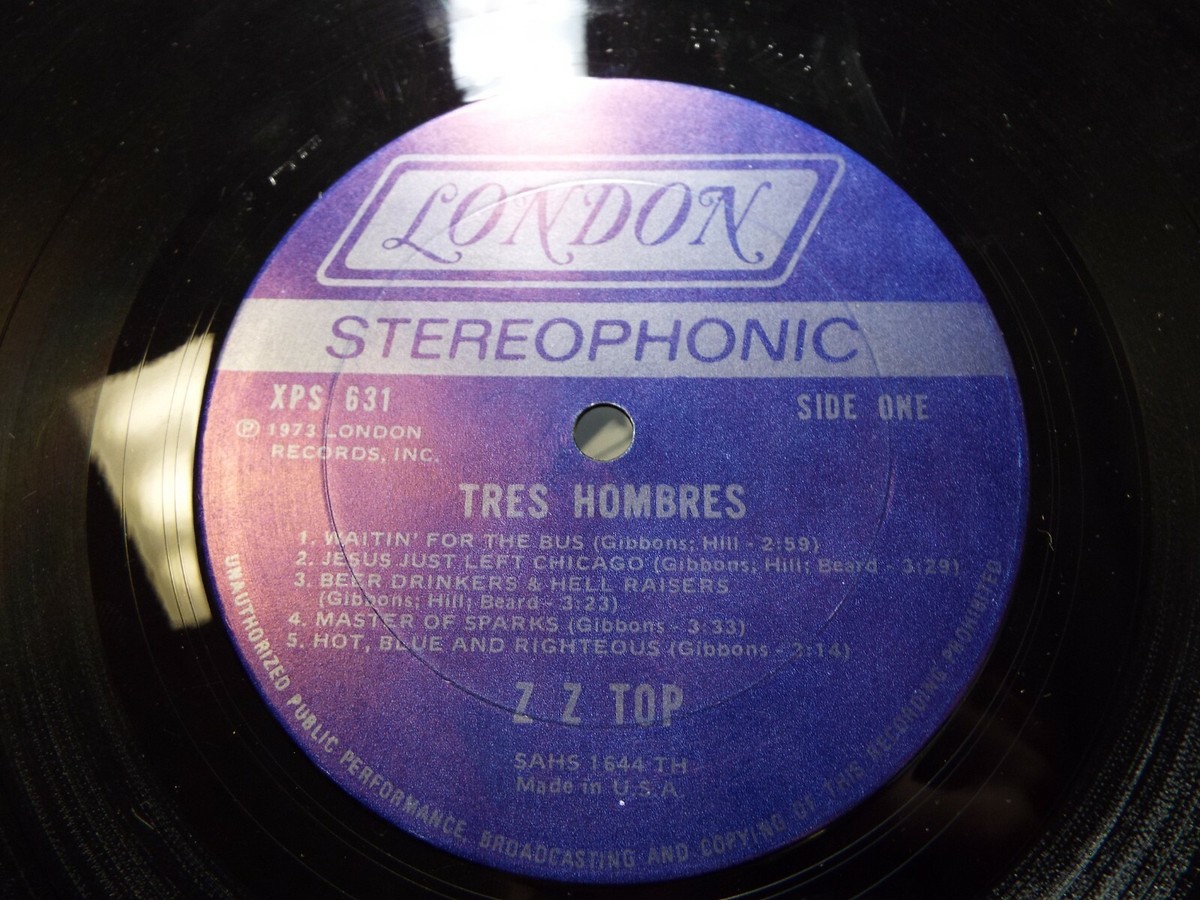 LONDON
STEREOPHONIC
XPS 631
SIDE ONE
℗ 1973 LONDON
RECORDS, INC.
TRES HOMBRES
1. WAITIN' FOR THE BUS (Gibbons; Hill - 2:59)
2. JESUS JUST LEFT CHICAGO (Gibbons; Hill; Beard - 3:29)
3. BEER DRINKERS & HELL RAISERS
(Gibbons; Hill; Beard - 3:23)
4. MASTER OF SPARKS (Gibbons - 3:33)
5. HOT, BLUE AND RIGHTEOUS (Gibbons - 3:14)
Z Z TOP
SAHS 1644 TH
Made in U.S.A.
UNAUTHORIZED PUBLIC PERFORMANCE, BROADCASTING AND COPYING OF THIS RECORDING PROHIBITED